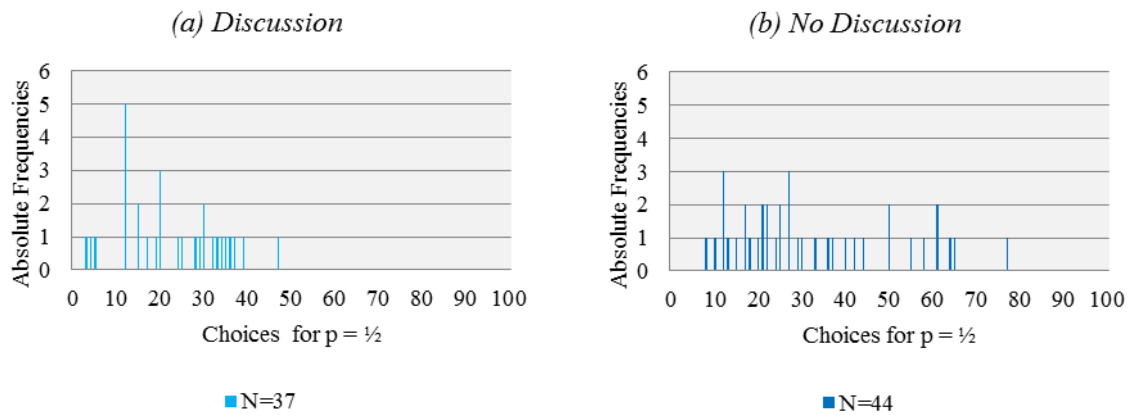 (a) Discussion
Absolute Frequencies
6
5
4
3
2
1
0
0 10 20 30 40 50 60 70 80 90 100
Choices for p = ½
N=37
(b) No Discussion
Absolute Frequencies
6
5
4
3
2
1
0
0 10 20 30 40 50 60 70 80 90 100
Choices for p = ½
N=44